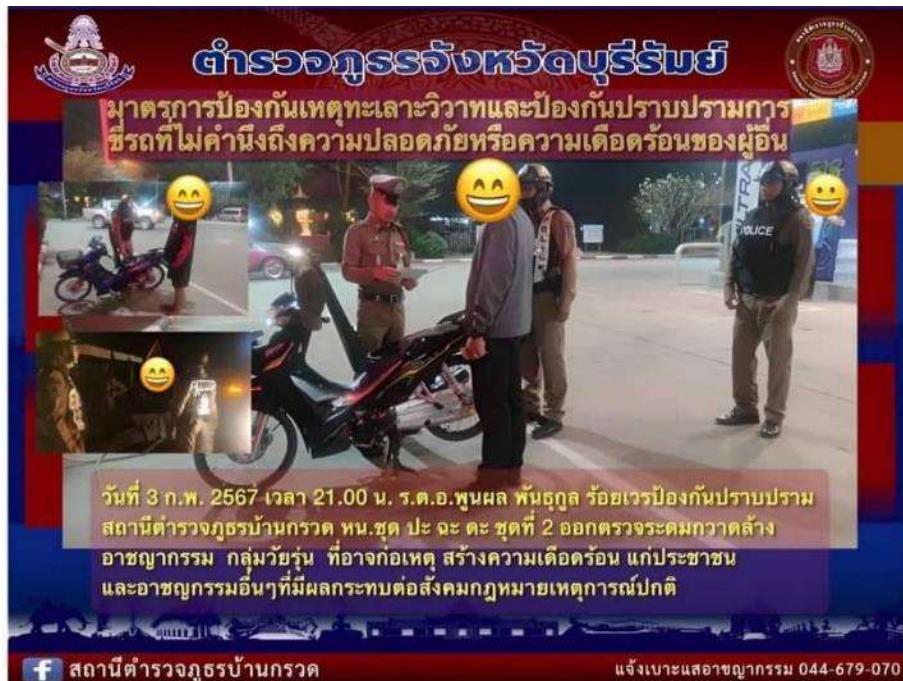 ตำรวจภูธรจังหวัดบุรีรัมย์
มาตรการป้องกันเหตุทะเลาะวิวาทและป้องกันปราบปรามการ
ขี่รถที่ไม่คำนึงถึงความปลอดภัยหรือความเดือดร้อนของผู้อื่น
POLICE
วันที่ 3 ก.พ. 2567 เวลา 21.00 น. ร.ต.อ.พูนผล พันธุกูล ร้อยเวรป้องกันปราบปราม
สถานีตำรวจภูธรบ้านกรวด หน.ชุด ปะ ฉะ ดะ ชุดที่ 2 ออกตรวจระดมกวาดล้าง
อาชญากรรม กลุ่มวัยรุ่น ที่อาจก่อเหตุ สร้างความเดือดร้อน แก่ประชาชน
และอาชญกรรมอื่นๆที่มีผลกระทบต่อสังคมกฎหมายเหตุการณ์ปกติ
สถานีตำรวจภูธรบ้านกรวด
แจ้งเบาะแสอาชญากรรม 044-679-070